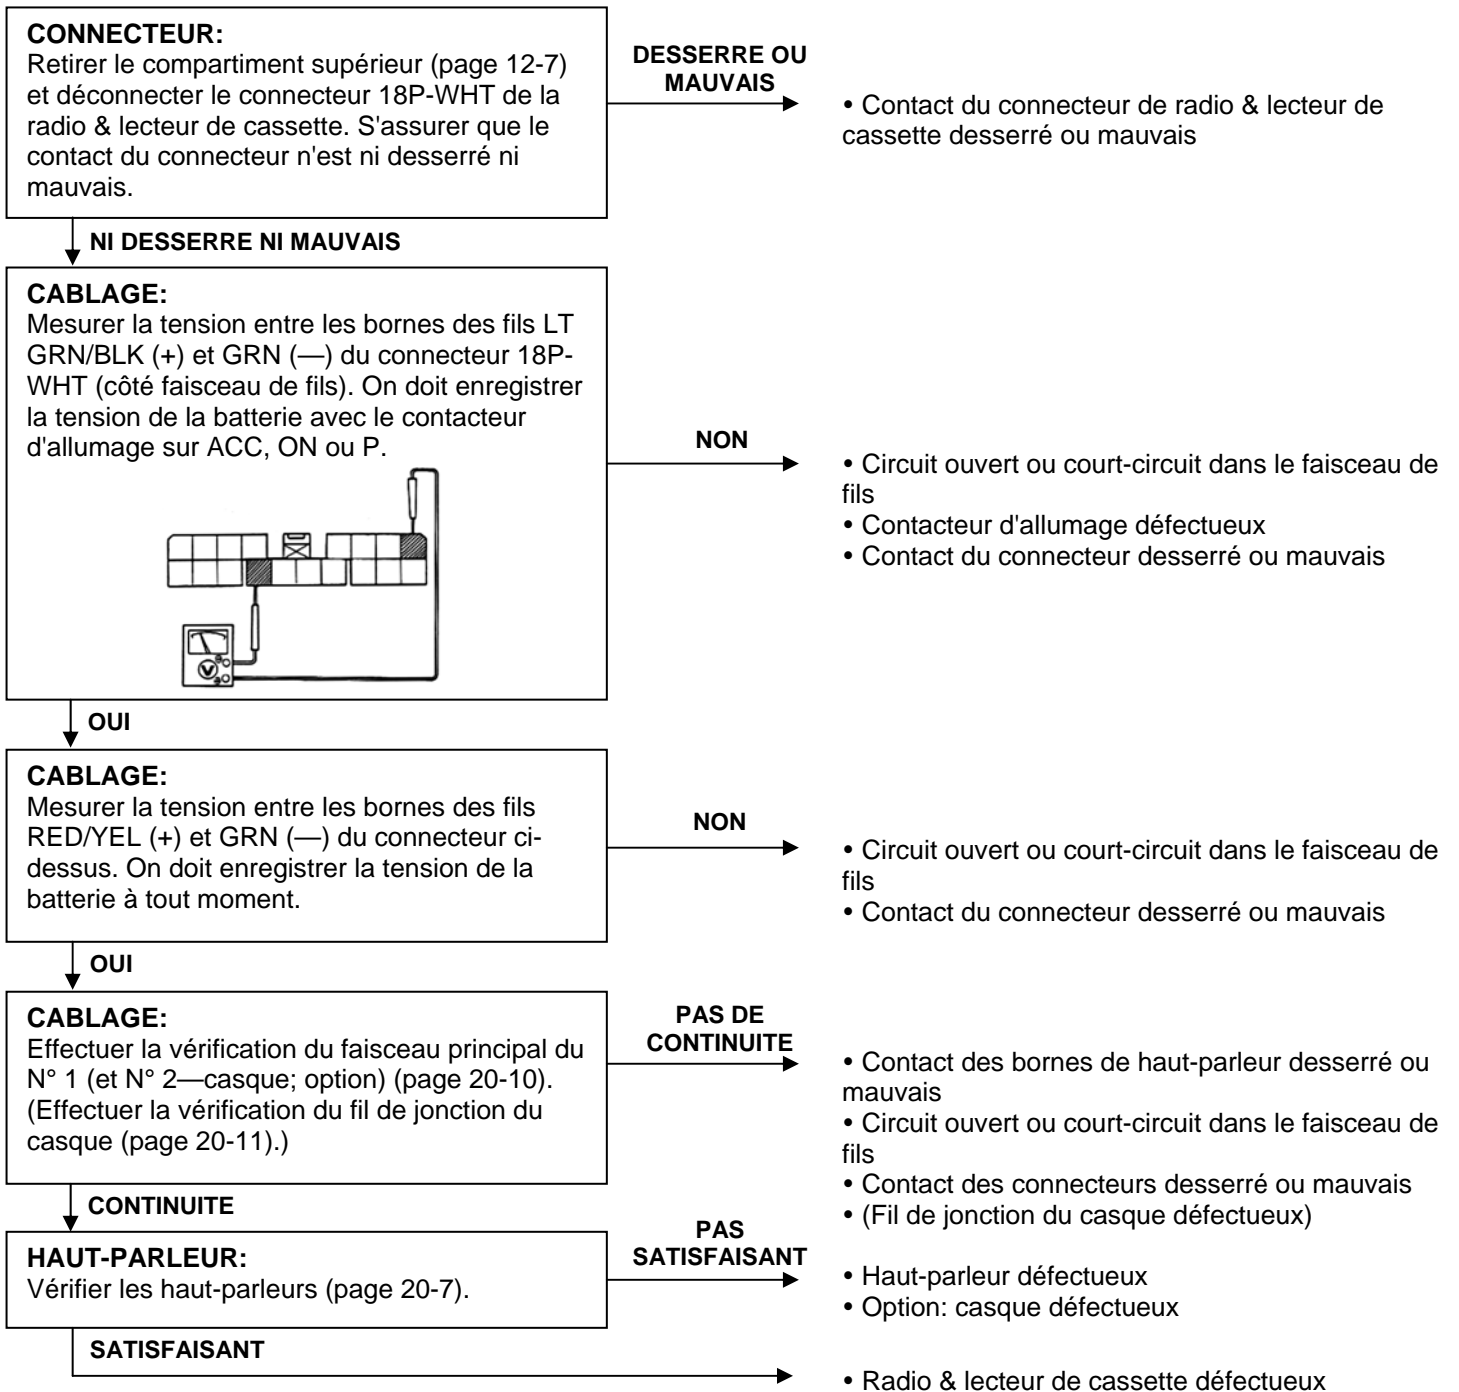 CONNECTEUR:
Retirer le compartiment supérieur (page 12-7)
et déconnecter le connecteur 18P-WHT de la
radio & lecteur de cassette. S'assurer que le
contact du connecteur n'est ni desserré ni
mauvais.
DESSERRE OU
MAUVAIS
• Contact du connecteur de radio & lecteur de
cassette desserré ou mauvais
NI DESSERRE NI MAUVAIS
CABLAGE:
Mesurer la tension entre les bornes des fils LT
GRN/BLK (+) et GRN (—) du connecteur 18P-
WHT (côté faisceau de fils). On doit enregistrer
la tension de la batterie avec le contacteur
d'allumage sur ACC, ON ou P.
V
NON
• Circuit ouvert ou court-circuit dans le faisceau de
fils
• Contacteur d'allumage défectueux
• Contact du connecteur desserré ou mauvais
OUI
CABLAGE:
Mesurer la tension entre les bornes des fils
RED/YEL (+) et GRN (—) du connecteur ci-
dessus. On doit enregistrer la tension de la
batterie à tout moment.
NON
• Circuit ouvert ou court-circuit dans le faisceau de
fils
• Contact du connecteur desserré ou mauvais
OUI
CABLAGE:
Effectuer la vérification du faisceau principal du
N° 1 (et N° 2—casque; option) (page 20-10).
(Effectuer la vérification du fil de jonction du
casque (page 20-11).)
PAS DE
CONTINUITE
• Contact des bornes de haut-parleur desserré ou
mauvais
• Circuit ouvert ou court-circuit dans le faisceau de
fils
• Contact des connecteurs desserré ou mauvais
• (Fil de jonction du casque défectueux)
CONTINUITE
HAUT-PARLEUR:
Vérifier les haut-parleurs (page 20-7).
PAS
SATISFAISANT
• Haut-parleur défectueux
• Option: casque défectueux
SATISFAISANT
• Radio & lecteur de cassette défectueux